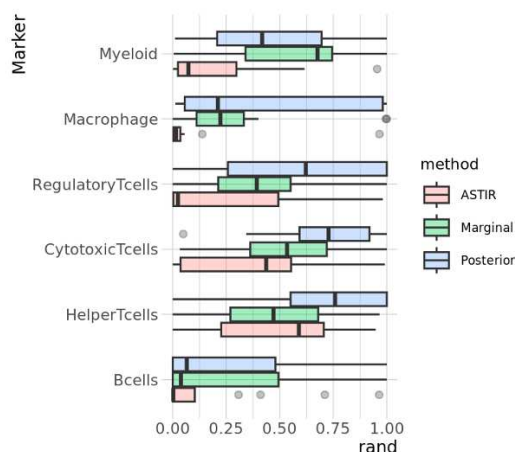 Marker
Myeloid
Macrophage
RegulatoryTcells
CytotoxicTcells
HelperTcells
Bcells
0.00 0.25 0.50 0.75 1.00
rand
method
ASTIR
Marginal
Posterior